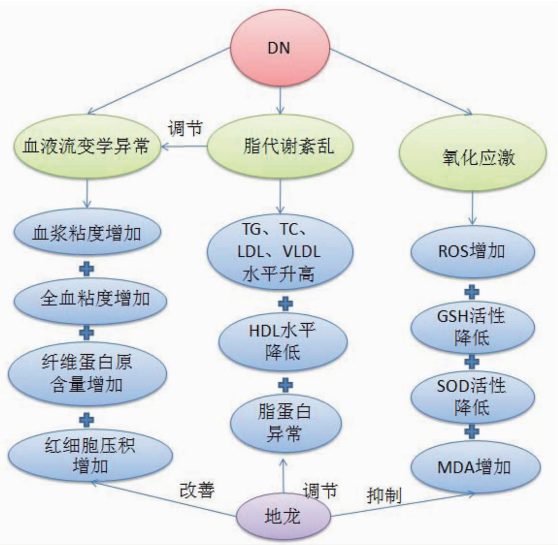 DN
调节
血液流变学异常
脂代谢紊乱
氧化应激
血浆粘度增加
全血粘度增加
纤维蛋白原
含量增加
红细胞压积
增加
TG、TC、
LDL、VLDL
水平升高
HDL水平
降低
脂蛋白
异常
ROS增加
GSH活性
降低
SOD活性
降低
MDA增加
改善
调节
抑制
地龙